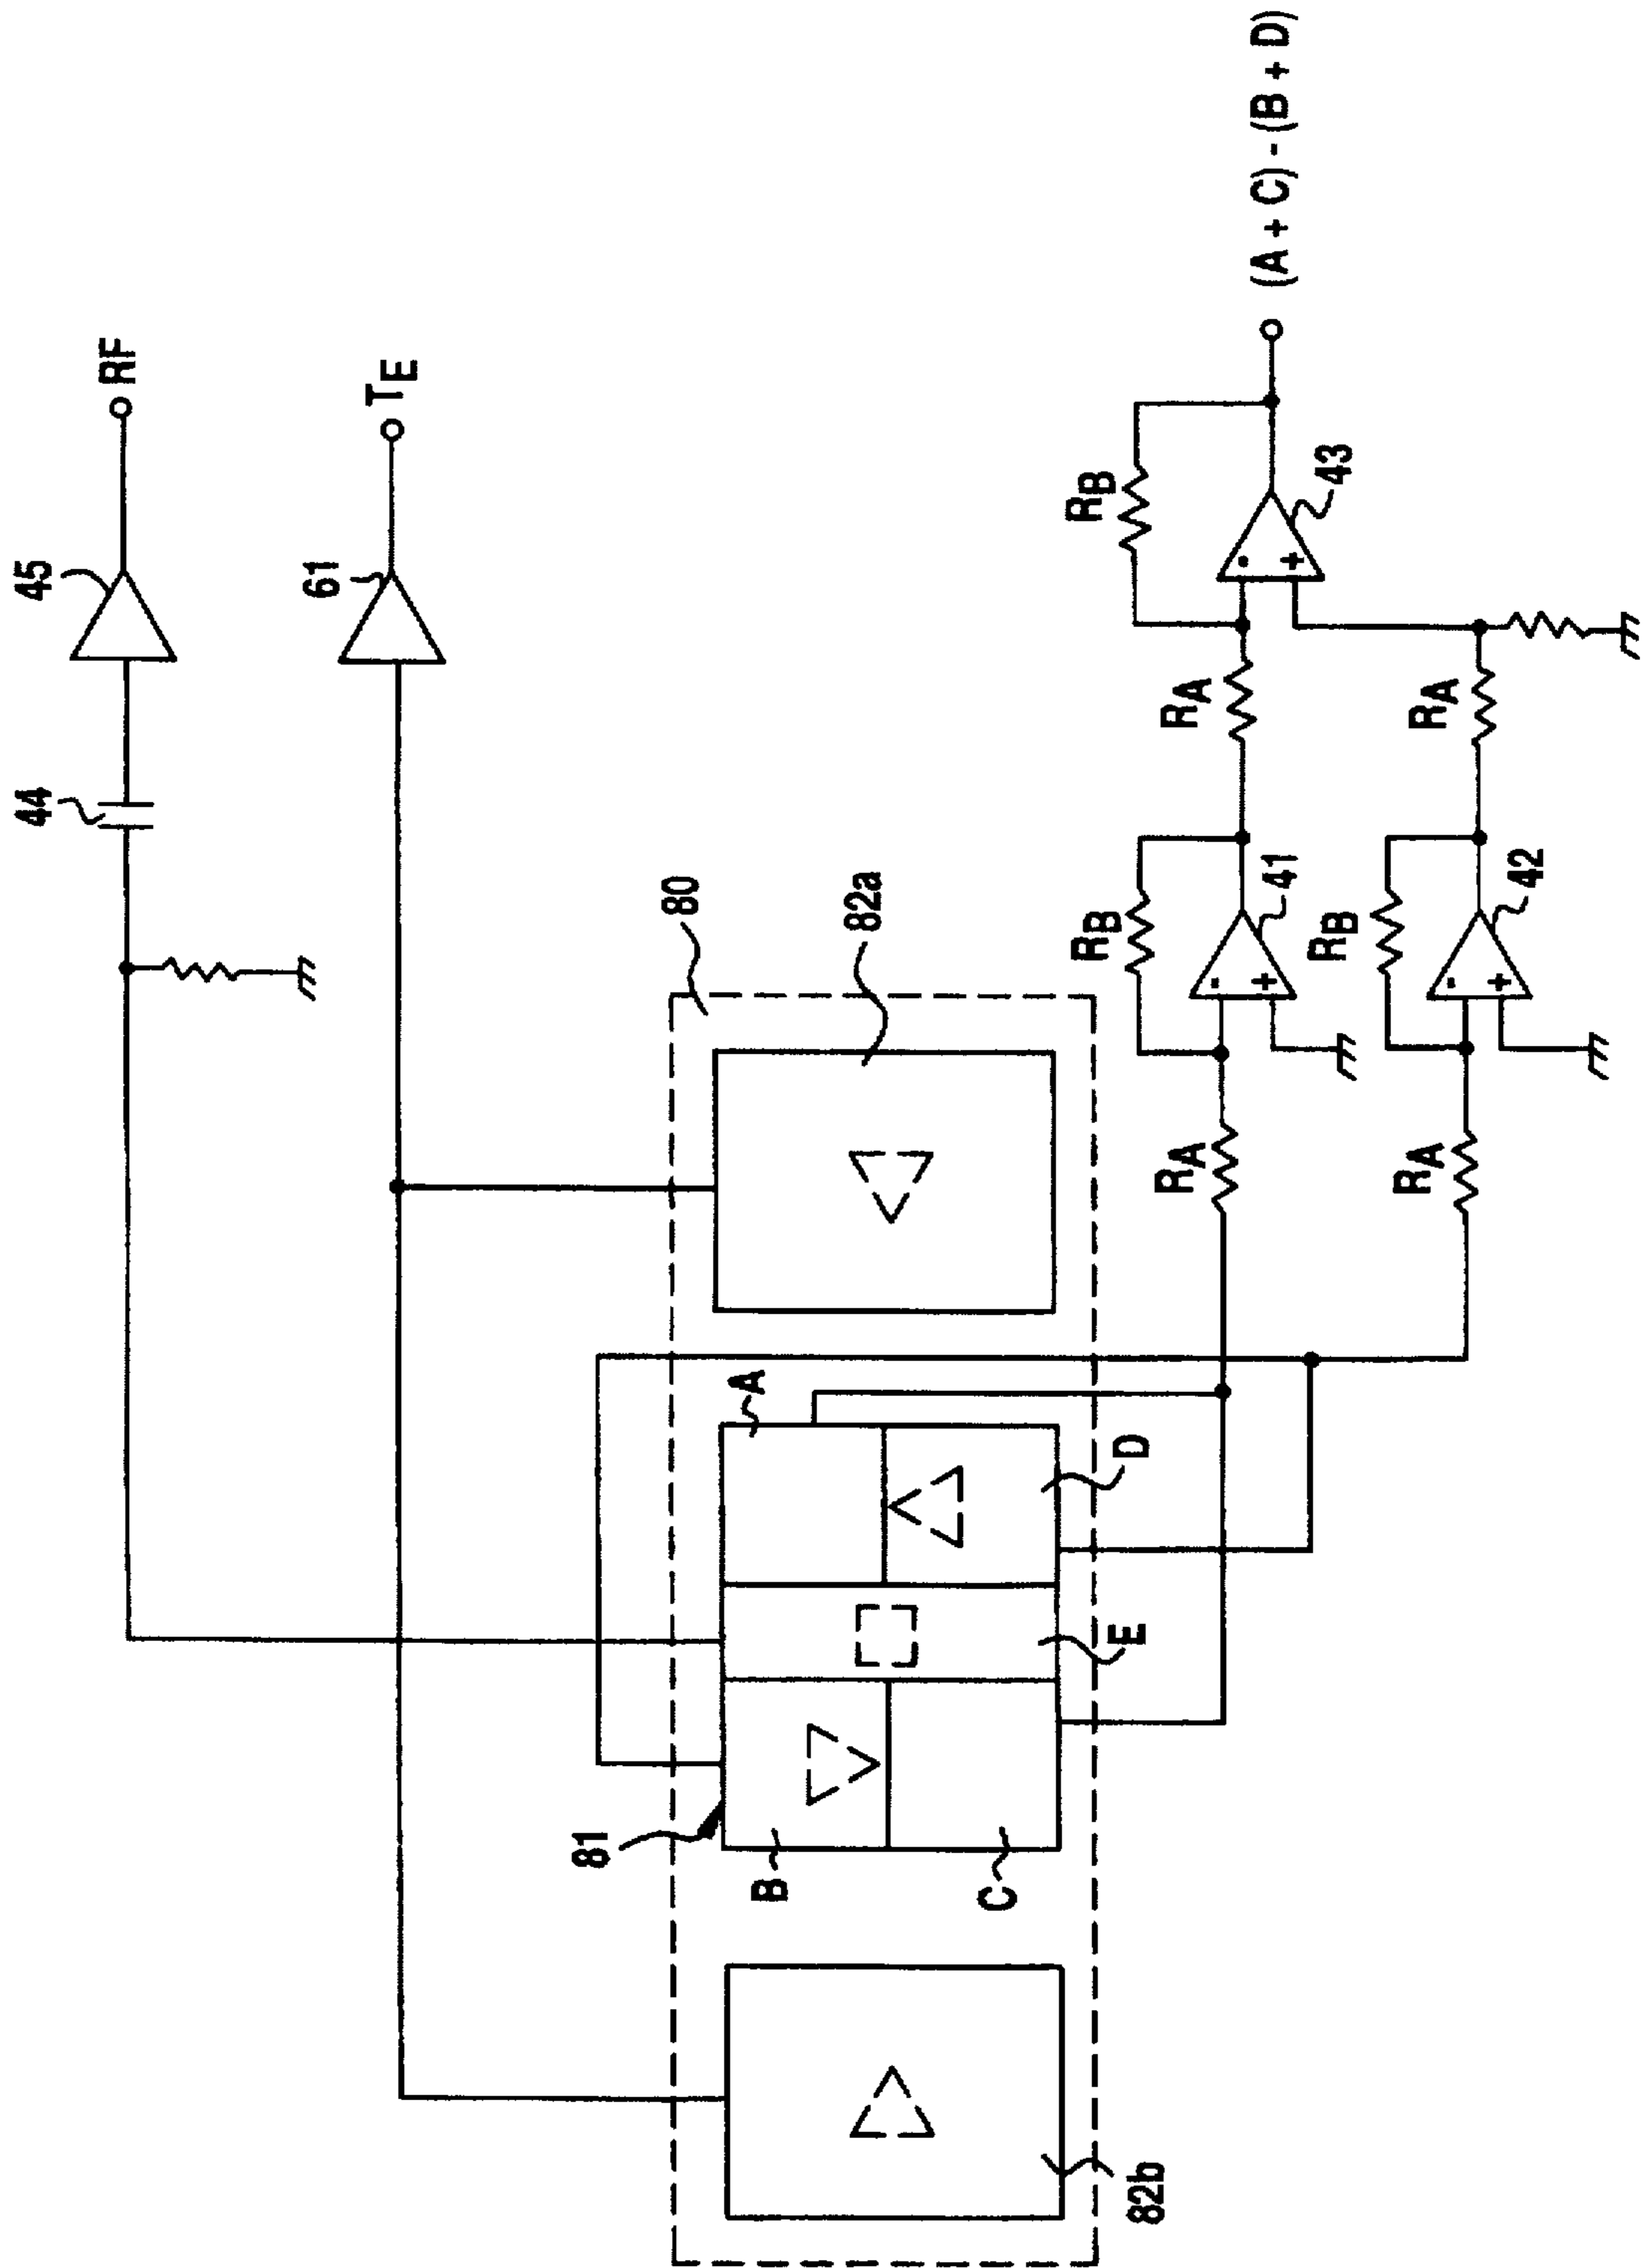 45
44
RF
61
TE
80
82a
RB
43
(A + C) - (B + D)
RA
RA
RB
41
RB
42
RA
RA
A
D
E
81
B
C
82b
-
+
-
+
-
+